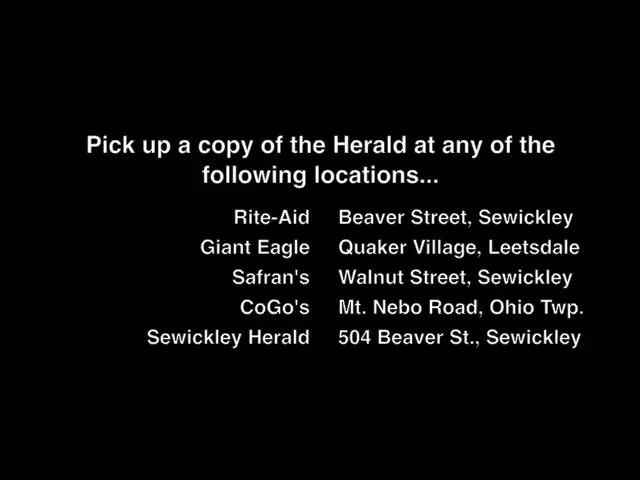 Pick up a copy of the Herald at any of the
following locations...
Rite-Aid Beaver Street, Sewickley
Giant Eagle Quaker Village, Leetsdale
Safran's Walnut Street, Sewickley
CoGo's Mt. Nebo Road, Ohio Twp.
Sewickley Herald 504 Beaver St., Sewickley